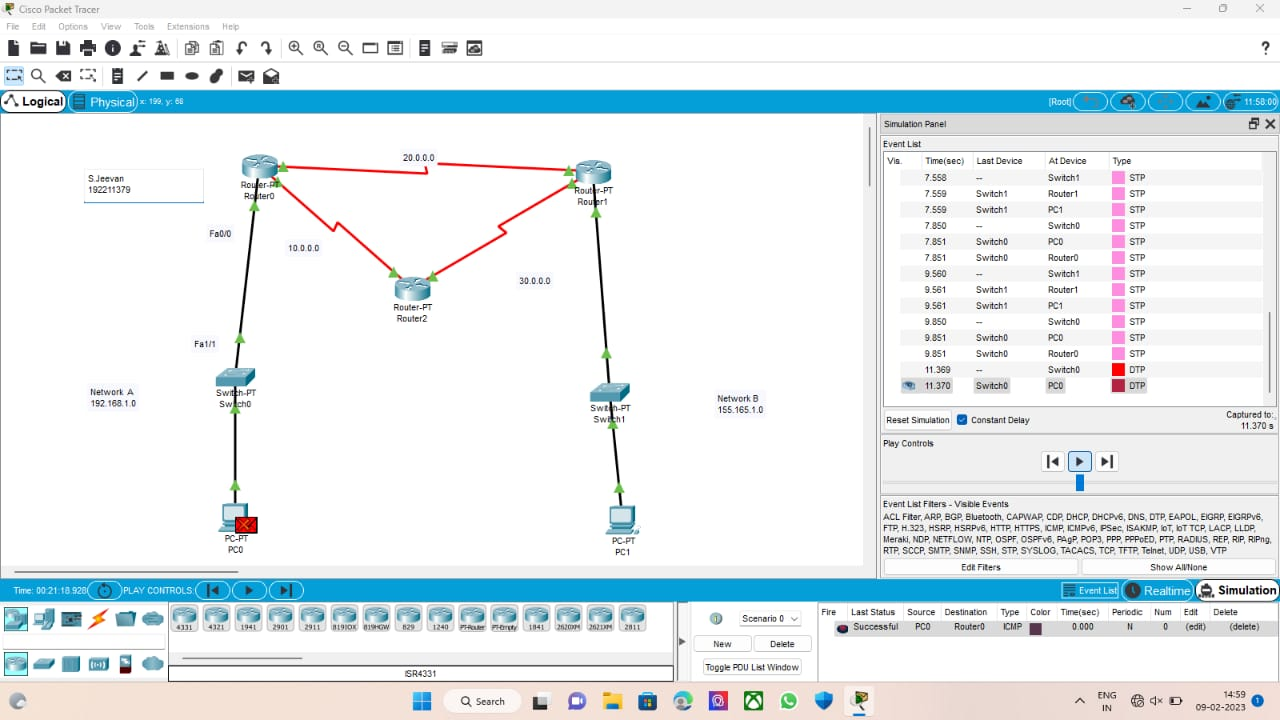 Cisco Packet Tracer
File Edit Options View Tools Extensions Help
?
Logical Physical x: 199, y: 68 [Root] 11:58:00
S.Jeevan
192211379
20.0.0.0
Router-PT
Router0
Router-PT
Router1
Fa0/0
10.0.0.0
30.0.0.0
Router-PT
Router2
Fa1/1
Switch-PT
Switch0
Network A
192.168.1.0
Switch-PT
Switch1
Network B
155.165.1.0
PC-PT
PC0
PC-PT
PC1
Simulation Panel
Event List
Vis. Time(sec) Last Device At Device Type
7.558 -- Switch1 STP
7.559 Switch1 Router1 STP
7.559 Switch1 PC1 STP
7.850 -- Switch0 STP
7.851 Switch0 PC0 STP
7.851 Switch0 Router0 STP
9.560 -- Switch1 STP
9.561 Switch1 Router1 STP
9.561 Switch1 PC1 STP
9.850 -- Switch0 STP
9.851 Switch0 PC0 STP
9.851 Switch0 Router0 STP
11.369 -- Switch0 DTP
11.370 Switch0 PC0 DTP
Reset Simulation Constant Delay Captured to:
11.370 s
Play Controls
Event List Filters - Visible Events
ACL Filter, ARP, BGP, Bluetooth, CAPWAP, CDP, DHCP, DHCPv6, DNS, DTP, EAPOL, EIGRP, EIGRPv6,
FTP, H.323, HSRP, HSRPv6, HTTP, HTTPS, ICMP, ICMPv6, IPSec, ISAKMP, IoT, IoT TCP, LACP, LLDP,
Meraki, NDP, NETFLOW, NTP, OSPF, OSPFv6, PAgP, POP3, PPP, PPPoED, PTP, RADIUS, REP, RIP, RIPng,
RTP, SCCP, SMTP, SNMP, SSH, STP, SYSLOG, TACACS, TCP, TFTP, Telnet, UDP, USB, VTP
Edit Filters Show All/None
Time: 00:21:18.928 PLAY CONTROLS: Event List Realtime Simulation
4331 4321 1941 2901 2911 819IOX 819HGW 829 1240 PT-Router PT-Empty 1841 2620XM 2621XM 2811
ISR4331
Scenario 0
New Delete
Toggle PDU List Window
Fire Last Status Source Destination Type Color Time(sec) Periodic Num Edit Delete
Successful PC0 Router0 ICMP 0.000 N 0 (edit) (delete)
Search
ENG
IN
14:59
09-02-2023
1